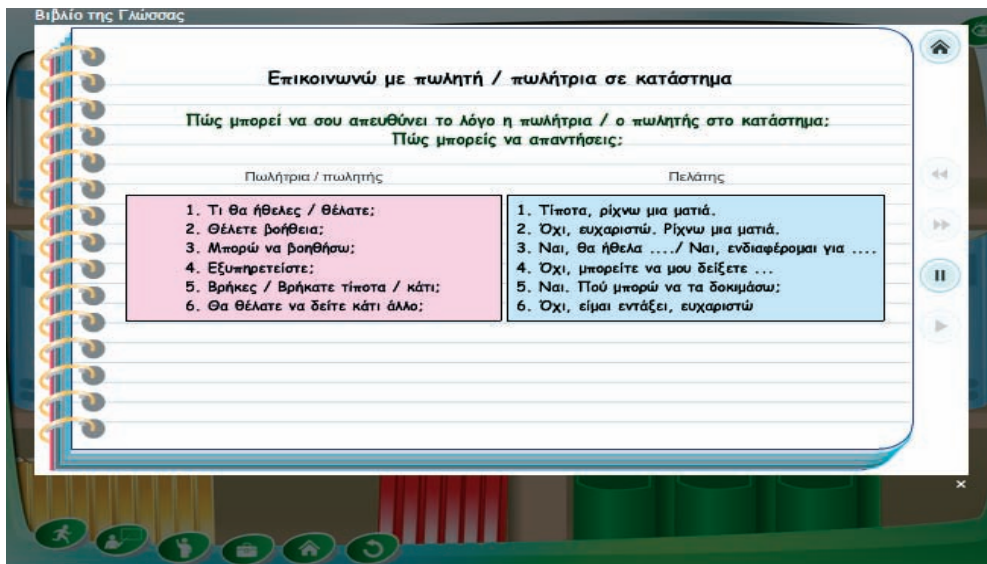 Βιβλίο της Γλώσσας
Επικοινωνώ με πωλητή / πωλήτρια σε κατάστημα
Πώς μπορεί να σου απευθύνει το λόγο η πωλήτρια / ο πωλητής στο κατάστημα;
Πώς μπορείς να απαντήσεις;
Πωλήτρια / πωλητής
1. Τι θα ήθελες / θέλατε;
2. Θέλετε βοήθεια;
3. Μπορώ να βοηθήσω;
4. Εξυπηρετείστε;
5. Βρήκες / Βρήκατε τίποτα / κάτι;
6. Θα θέλατε να δείτε κάτι άλλο;
Πελάτης
1. Τίποτα, ρίχνω μια ματιά.
2. Όχι, ευχαριστώ. Ρίχνω μια ματιά.
3. Ναι, θα ήθελα ..../ Ναι, ενδιαφέρομαι για ....
4. Όχι, μπορείτε να μου δείξετε ...
5. Ναι. Πού μπορώ να τα δοκιμάσω;
6. Όχι, είμαι εντάξει, ευχαριστώ